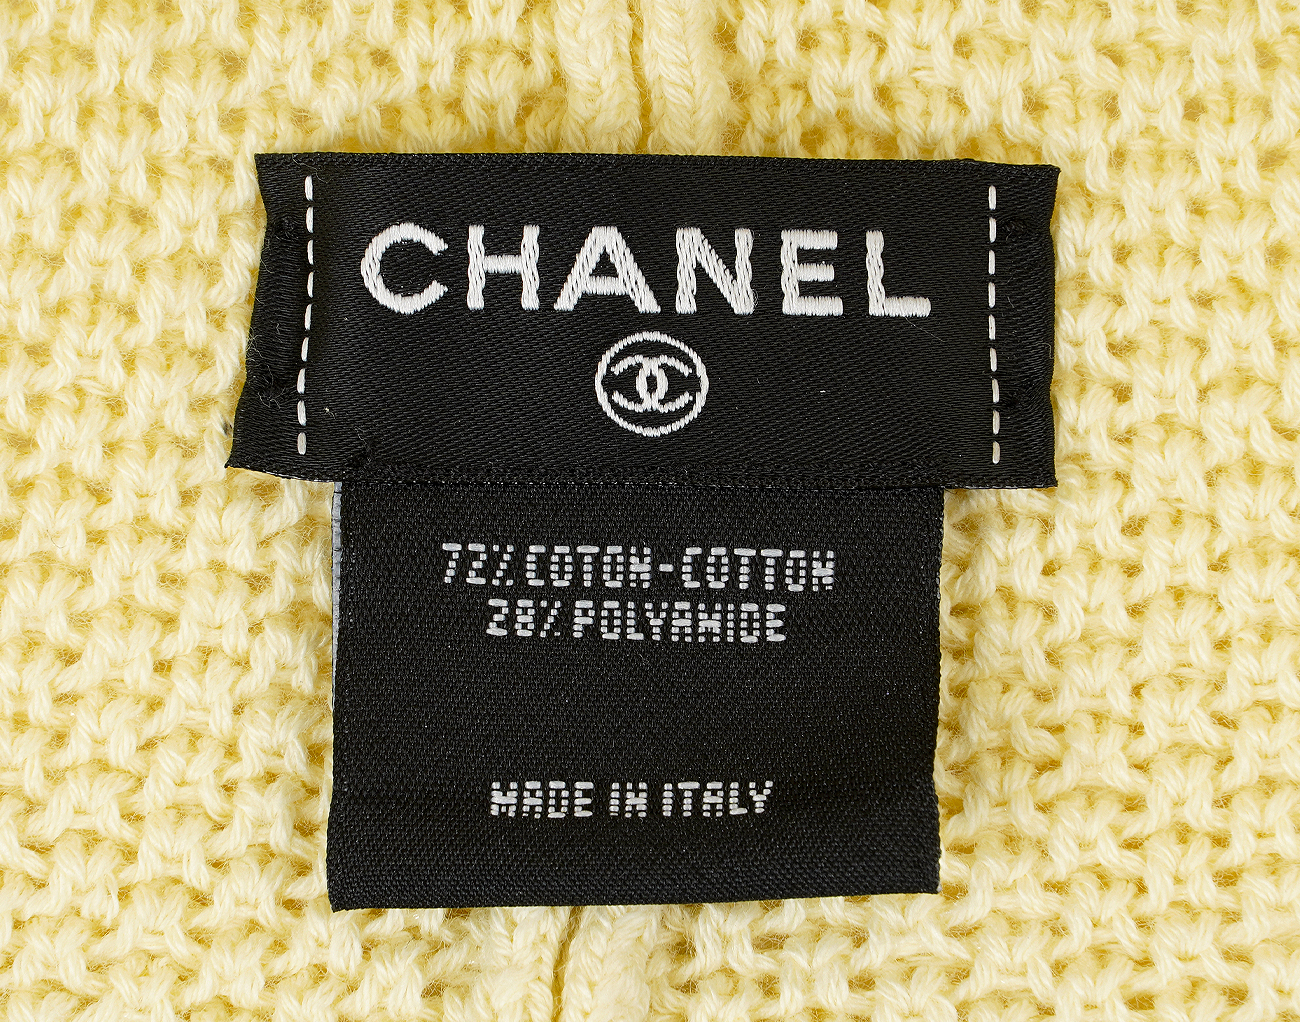 CHANEL
72% COTON-COTTON
28% POLYAMIDE
MADE IN ITALY